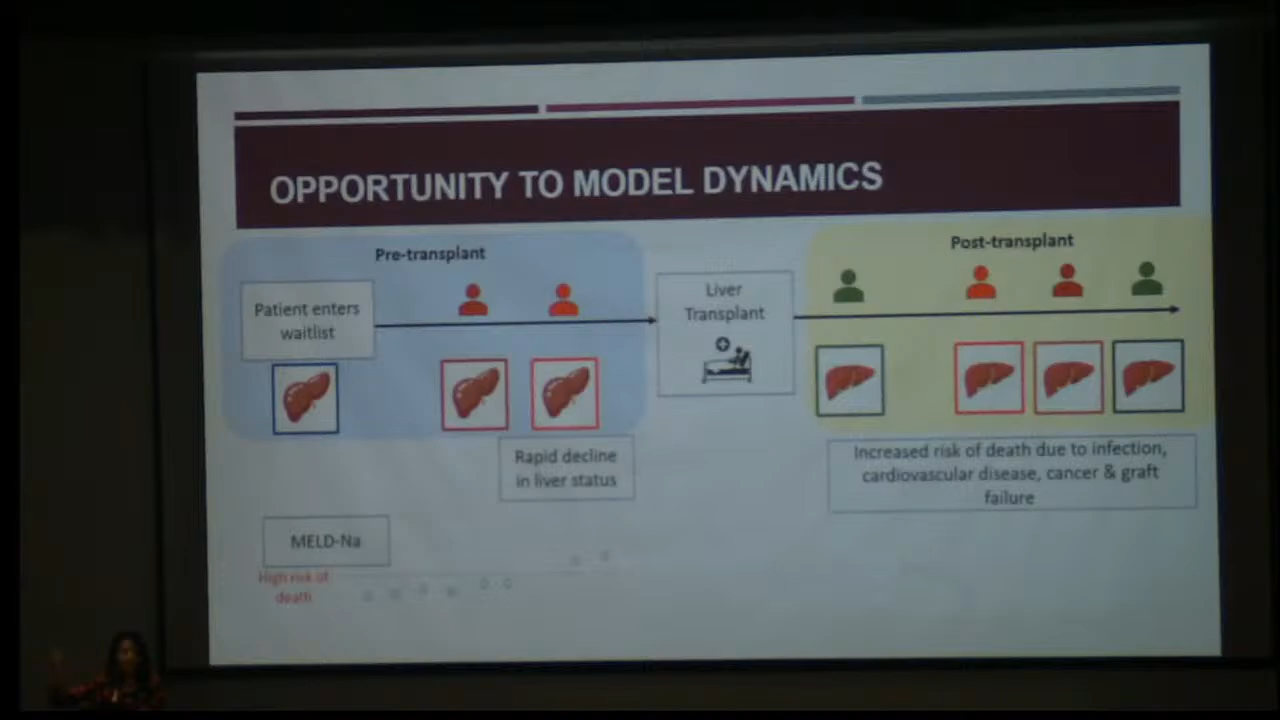 OPPORTUNITY TO MODEL DYNAMICS
Pre-transplant
Patient enters
waitlist
Rapid decline
in liver status
Liver
Transplant
Post-transplant
Increased risk of death due to infection,
cardiovascular disease, cancer & graft
failure
MELD-Na
High risk of
death